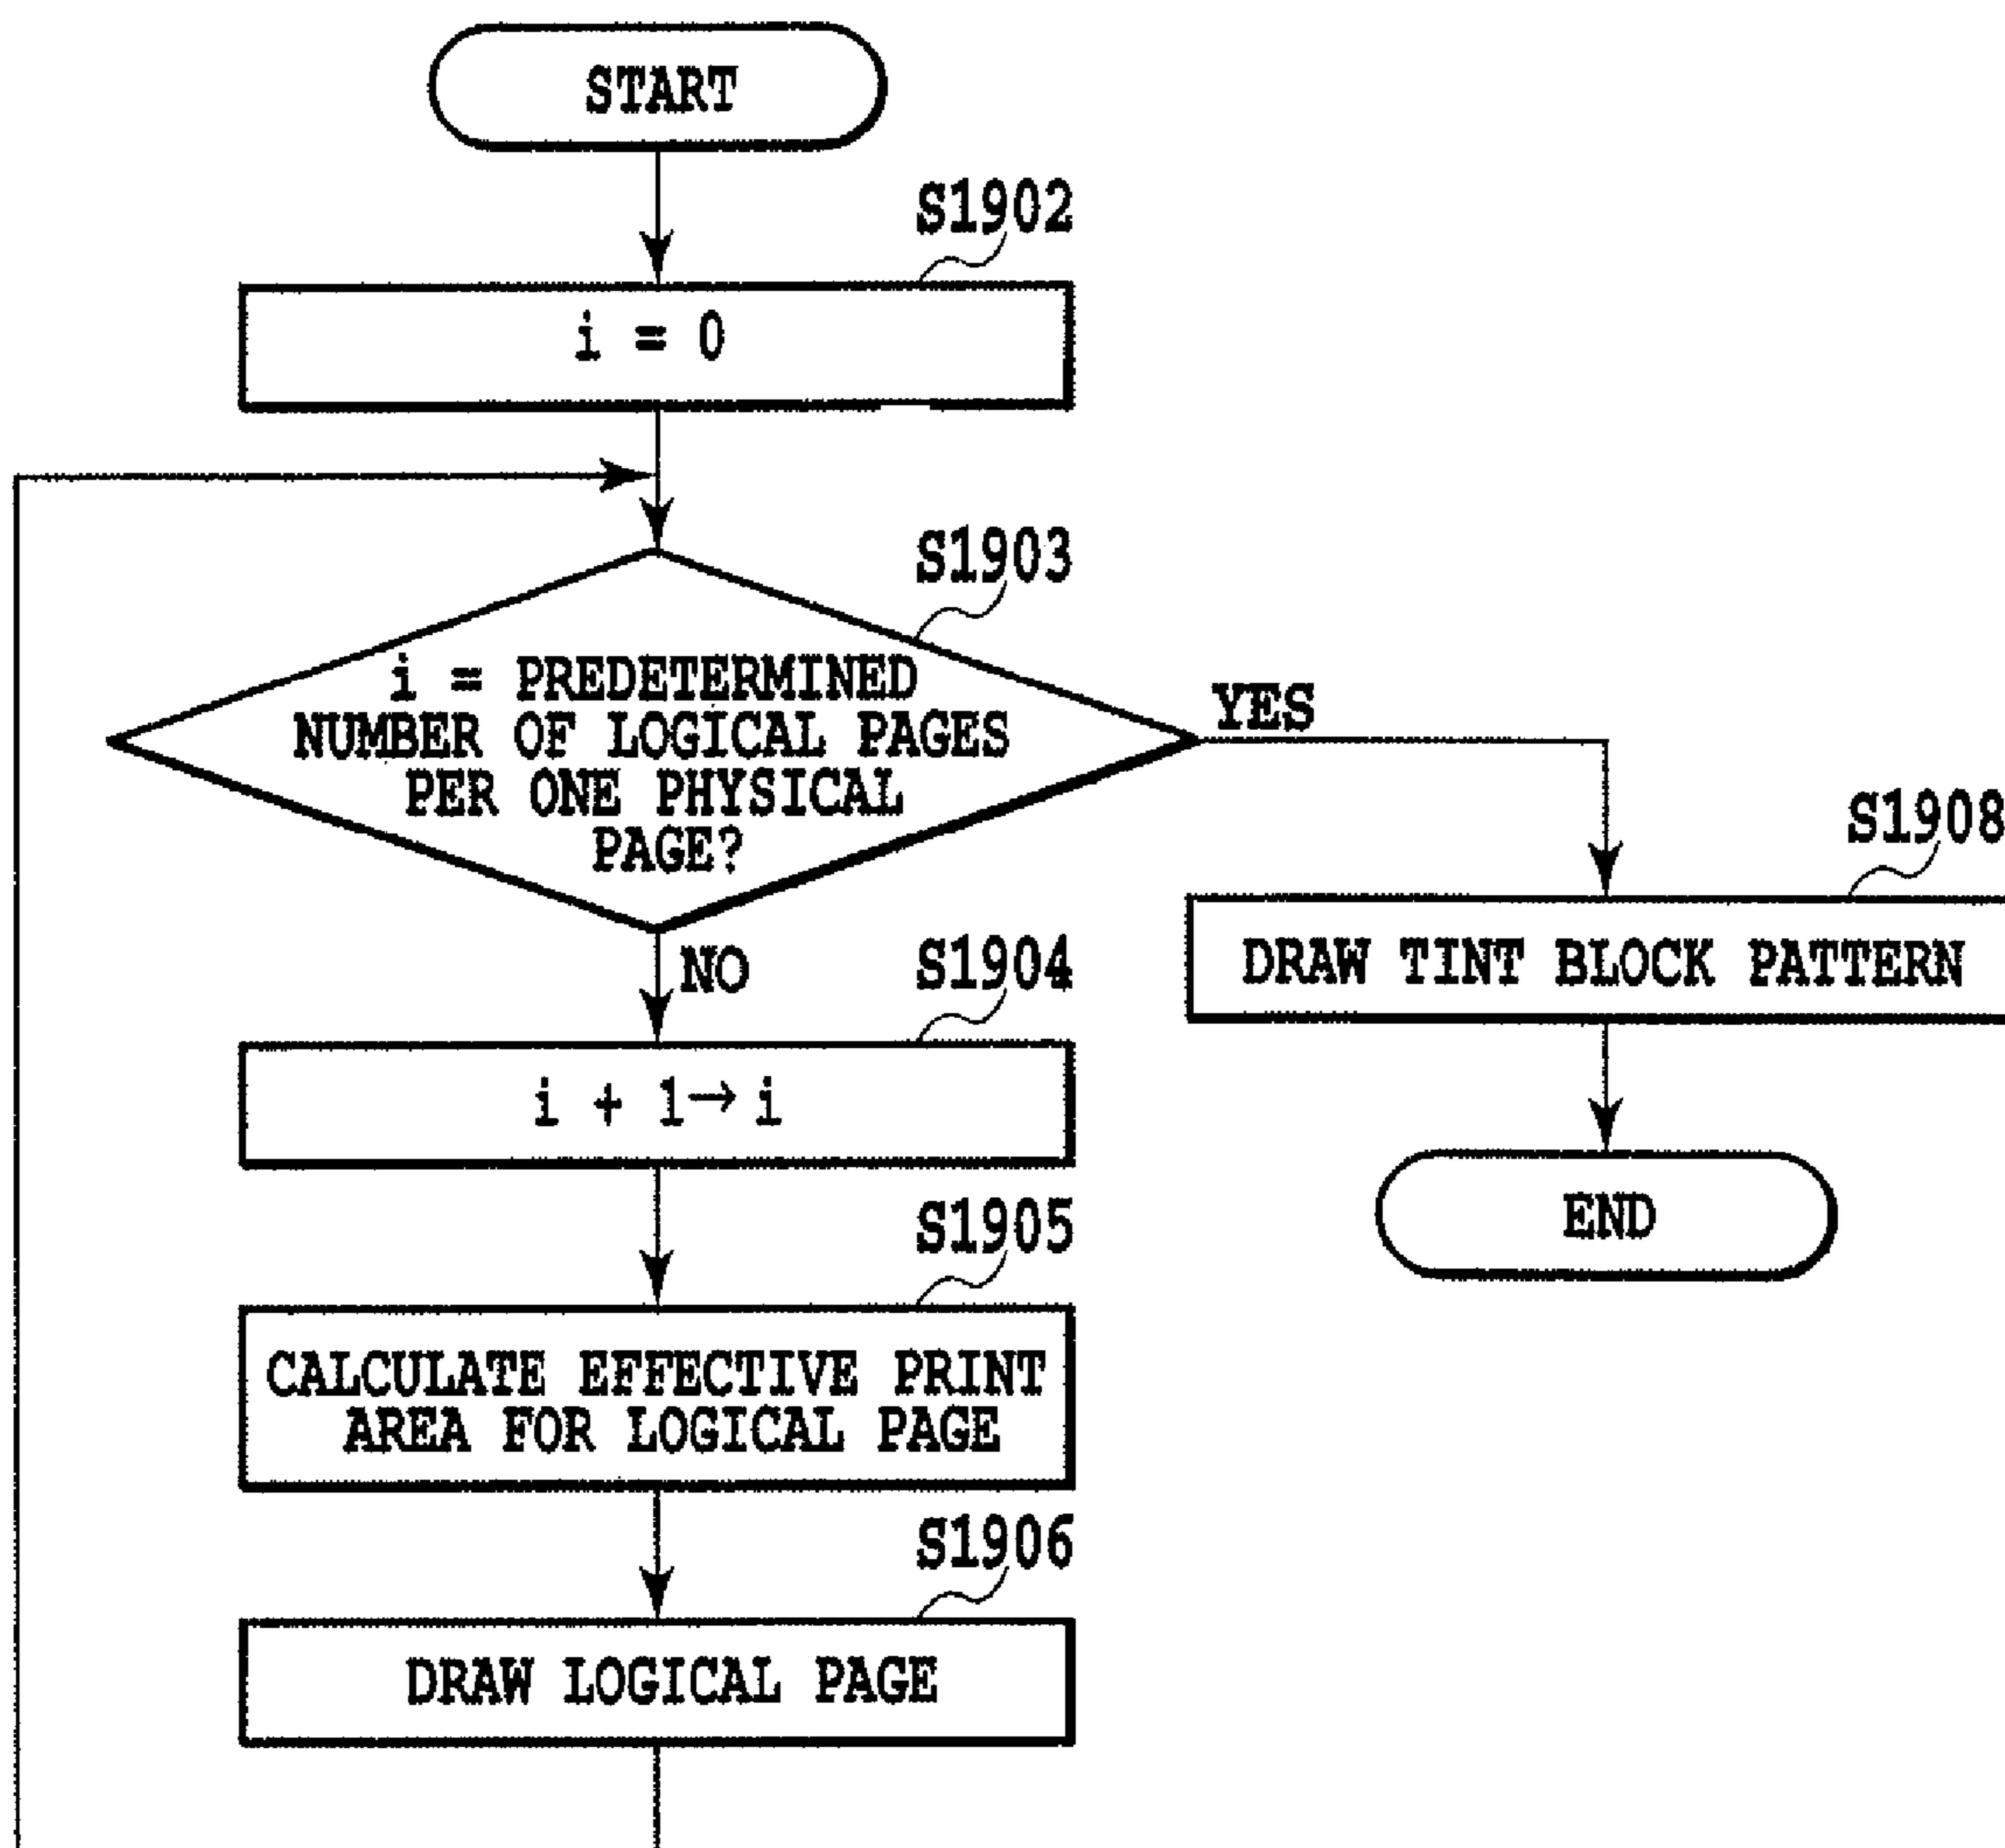 START
S1902
i = 0
S1903
i = PREDETERMINED
NUMBER OF LOGICAL PAGES
PER ONE PHYSICAL
PAGE?
YES
NO
S1908
DRAW TINT BLOCK PATTERN
END
S1904
i + 1→ i
S1905
CALCULATE EFFECTIVE PRINT
AREA FOR LOGICAL PAGE
S1906
DRAW LOGICAL PAGE